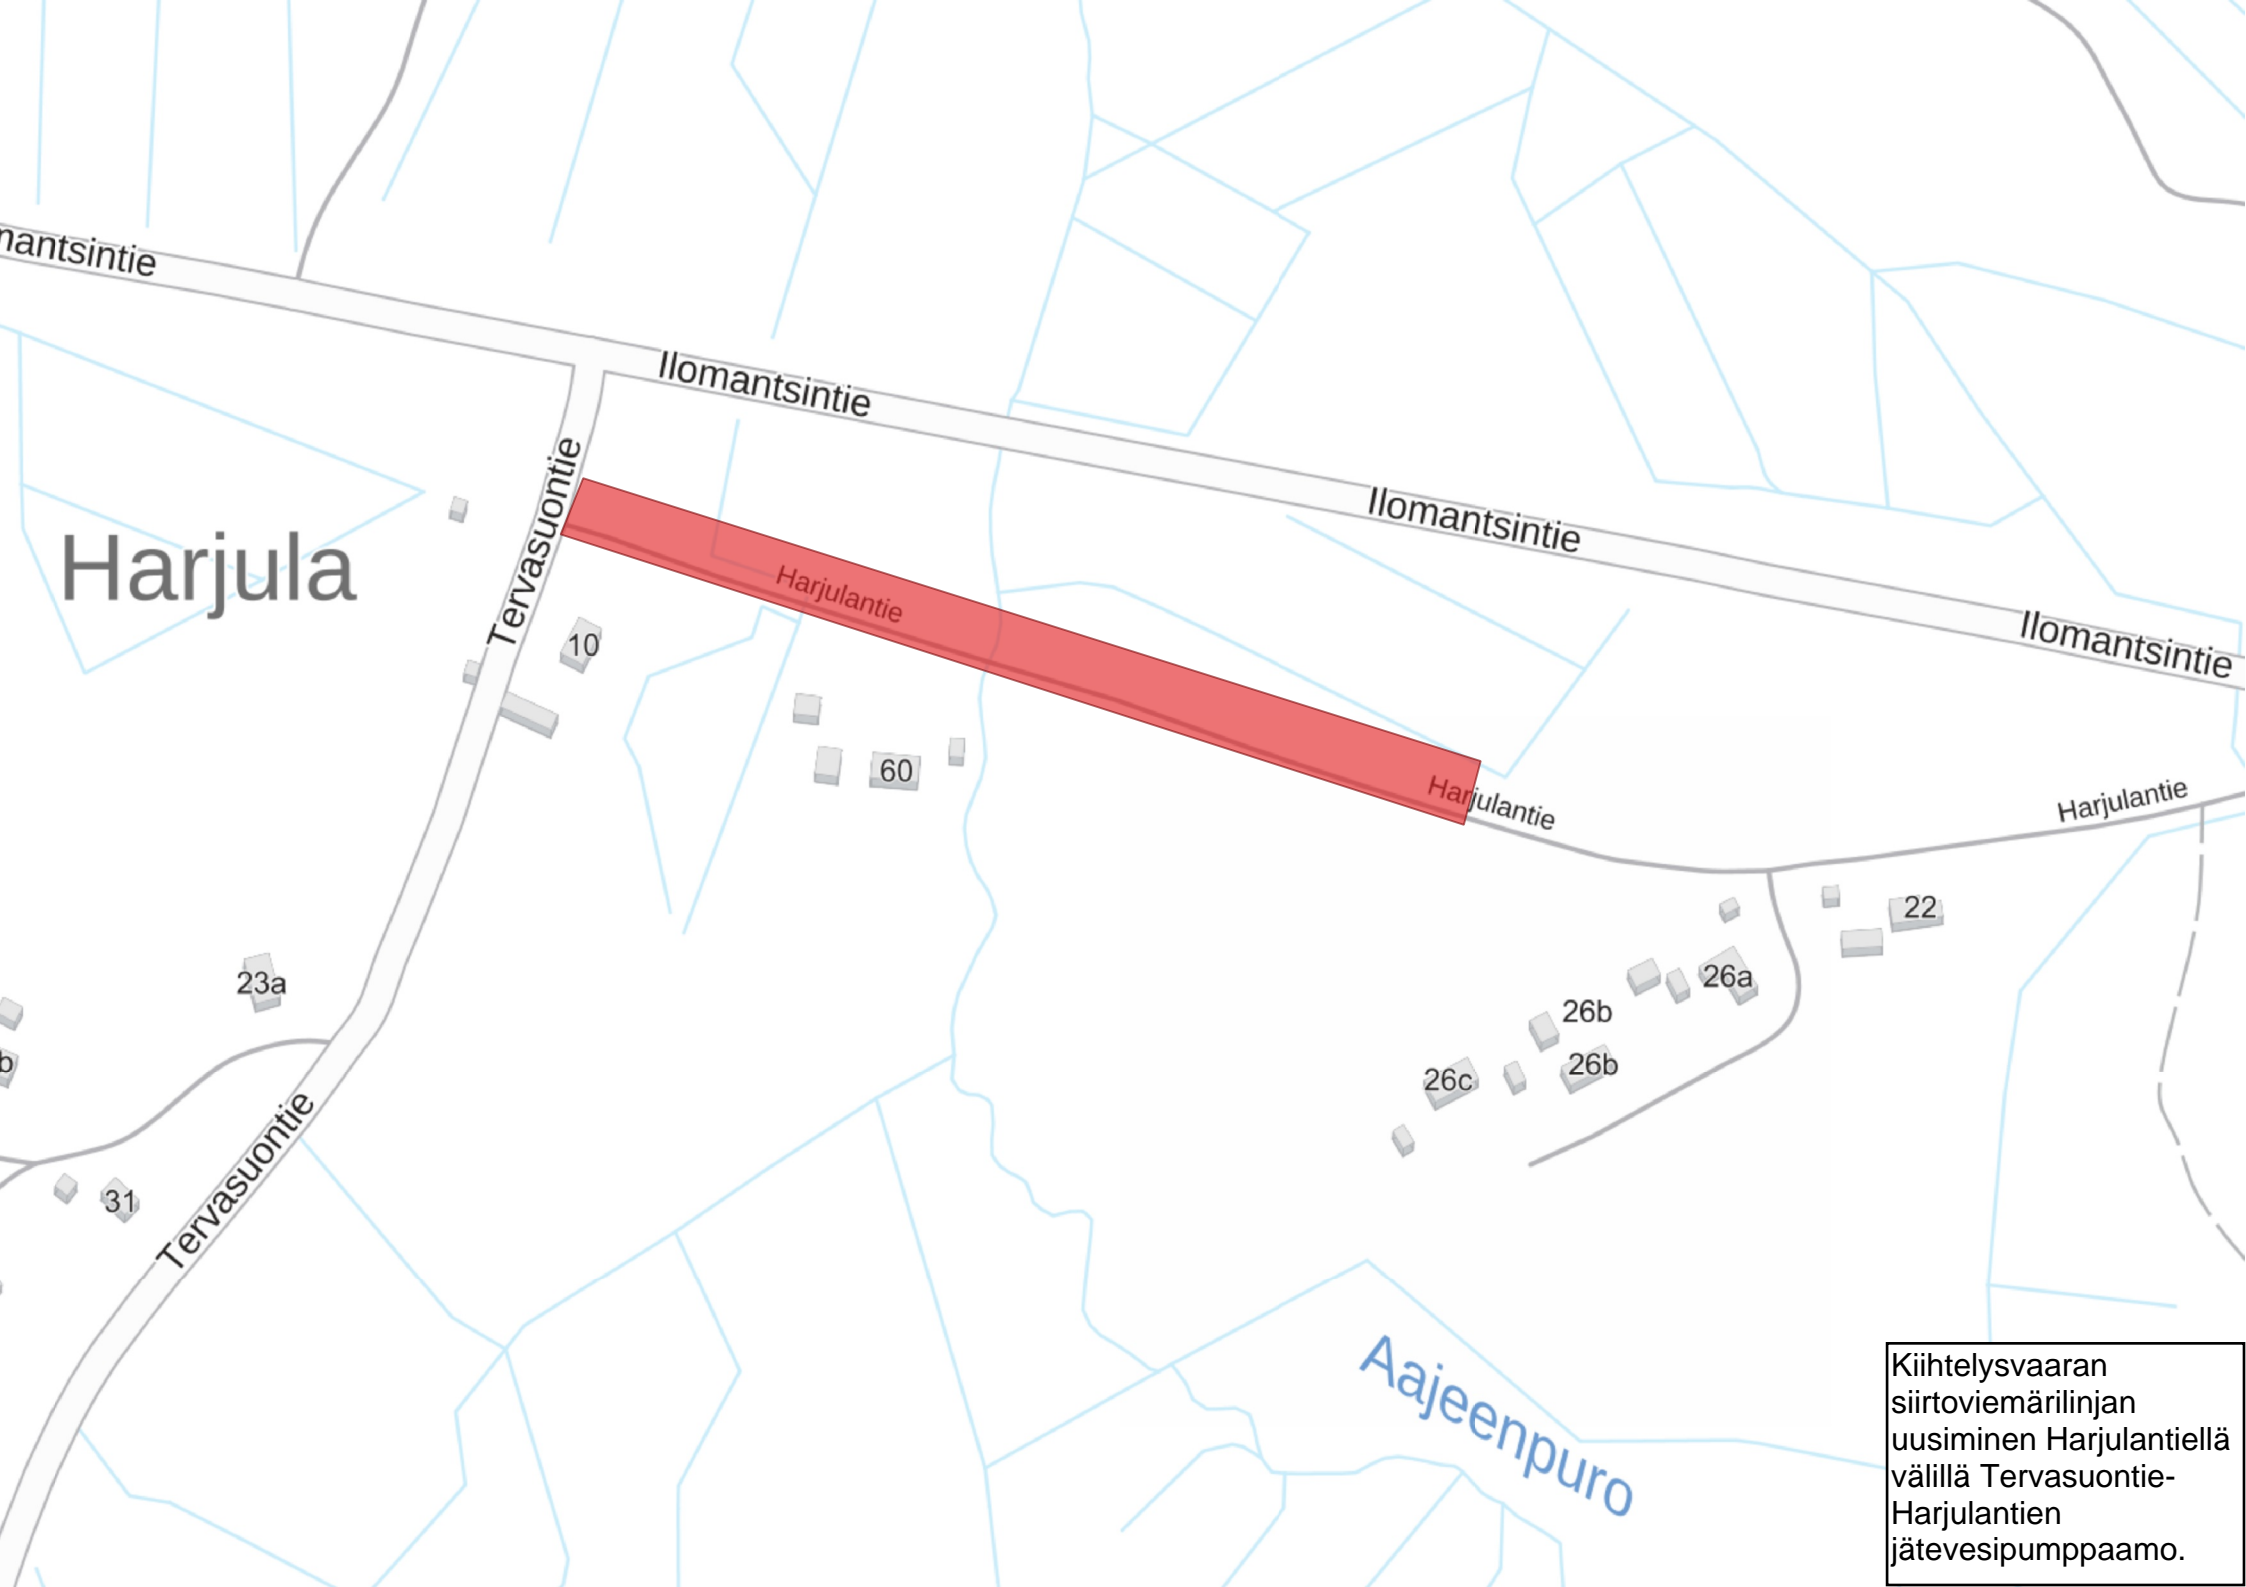 mantsintie
Ilomantsintie
Tervasuontie
Ilomantsintie
Harjula
Harjulantie
Ilomantsintie
10
60
Harjulantie
Harjulantie
22
23a
26a
26b
b
26b
26c
Tervasuontie
31
Aajeenpuro
Kiihtelysvaaran
siirtoviemärilinjan
uusiminen Harjulantiellä
välillä Tervasuontie-
Harjulantien
jätevesipumppaamo.